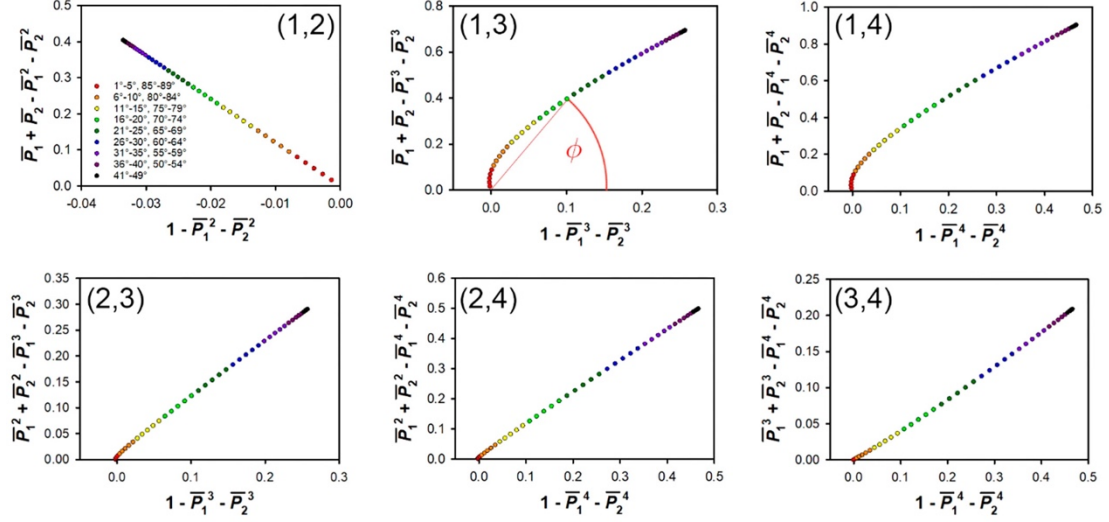 (1,2)
P̅₁ + P̅₂ - P̅₁² - P̅₂²
0.5
0.4
0.3
0.2
0.1
0.0
1°-5°, 85°-89°
6°-10°, 80°-84°
11°-15°, 75°-79°
16°-20°, 70°-74°
21°-25°, 65°-69°
26°-30°, 60°-64°
31°-35°, 55°-59°
36°-40°, 50°-54°
41°-49°
-0.04 -0.03 -0.02 -0.01 0.00
1 - P̅₁² - P̅₂²
(1,3)
P̅₁ + P̅₂ - P̅₁³ - P̅₂³
0.8
0.6
0.4
0.2
0.0
ϕ
0.0 0.1 0.2 0.3
1 - P̅₁³ - P̅₂³
(1,4)
P̅₁ + P̅₂ - P̅₁⁴ - P̅₂⁴
1.0
0.8
0.6
0.4
0.2
0.0
0.0 0.1 0.2 0.3 0.4 0.5
1 - P̅₁⁴ - P̅₂⁴
(2,3)
P̅₁² + P̅₂² - P̅₁³ - P̅₂³
0.35
0.30
0.25
0.20
0.15
0.10
0.05
0.00
0.0 0.1 0.2 0.3
1 - P̅₁³ - P̅₂³
(2,4)
P̅₁² + P̅₂² - P̅₁⁴ - P̅₂⁴
0.6
0.5
0.4
0.3
0.2
0.1
0.0
0.0 0.1 0.2 0.3 0.4 0.5
1 - P̅₁⁴ - P̅₂⁴
(3,4)
P̅₁³ + P̅₂³ - P̅₁⁴ - P̅₂⁴
0.25
0.20
0.15
0.10
0.05
0.00
0.0 0.1 0.2 0.3 0.4 0.5
1 - P̅₁⁴ - P̅₂⁴